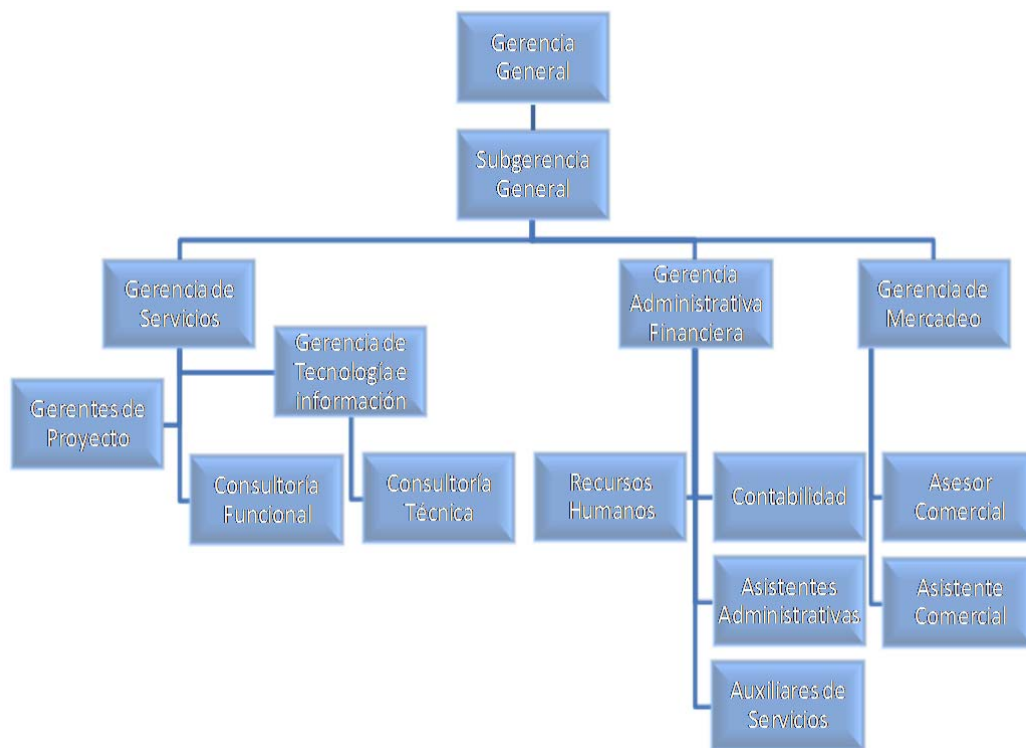 Gerencia
General
Subgerencia
General
Gerencia de
Servicios
Gerencia
Administrativa
Financiera
Gerencia de
Mercadeo
Gerencia de
Tecnología e
información
Gerentes de
Proyecto
Consultoría
Funcional
Consultoría
Técnica
Recursos
Humanos
Contabilidad
Asesor
Comercial
Asistentes
Administrativas
Asistente
Comercial
Auxiliares de
Servicios